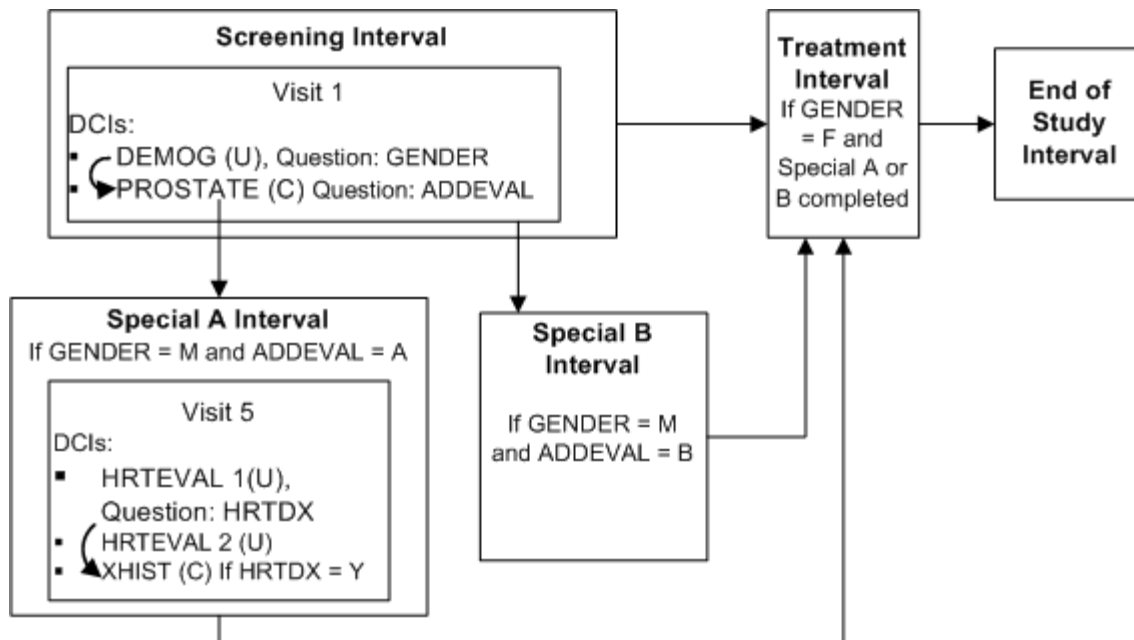 Screening Interval
Visit 1
DCIs:
▪ DEMOG (U), Question: GENDER
▪ PROSTATE (C) Question: ADDEVAL
Treatment
Interval
If GENDER
= F and
Special A or
B completed
End of
Study
Interval
Special A Interval
If GENDER = M and ADDEVAL = A
Visit 5
DCIs:
▪ HRTEVAL 1(U),
Question: HRTDX
▪ HRTEVAL 2 (U)
▪ XHIST (C) If HRTDX = Y
Special B
Interval
If GENDER = M
and ADDEVAL = B